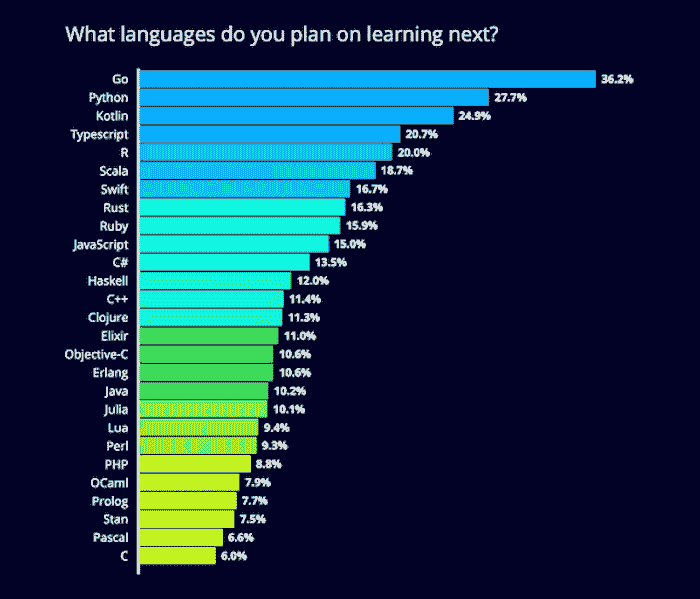 What languages do you plan on learning next?
Go 36.2%
Python 27.7%
Kotlin 24.9%
Typescript 20.7%
R 20.0%
Scala 18.7%
Swift 16.7%
Rust 16.3%
Ruby 15.9%
JavaScript 15.0%
C# 13.5%
Haskell 12.0%
C++ 11.4%
Clojure 11.3%
Elixir 11.0%
Objective-C 10.6%
Erlang 10.6%
Java 10.2%
Julia 10.1%
Lua 9.4%
Perl 9.3%
PHP 8.8%
OCaml 7.9%
Prolog 7.7%
Stan 7.5%
Pascal 6.6%
C 6.0%